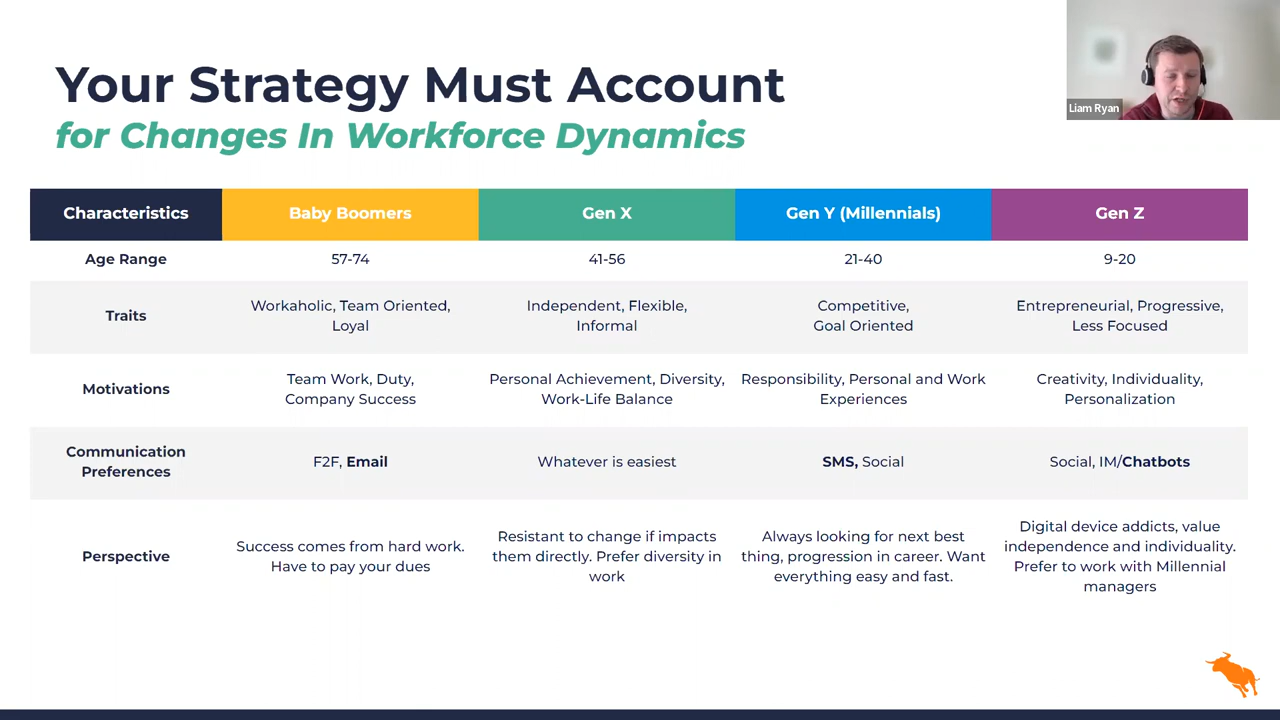 Your Strategy Must Account
for Changes In Workforce Dynamics
Liam Ryan
Characteristics
Baby Boomers
Gen X
Gen Y (Millennials)
Gen Z
Age Range
57-74
41-56
21-40
9-20
Traits
Workaholic, Team Oriented,
Loyal
Independent, Flexible,
Informal
Competitive,
Goal Oriented
Entrepreneurial, Progressive,
Less Focused
Motivations
Team Work, Duty,
Company Success
Personal Achievement, Diversity,
Work-Life Balance
Responsibility, Personal and Work
Experiences
Creativity, Individuality,
Personalization
Communication
Preferences
F2F, Email
Whatever is easiest
SMS, Social
Social, IM/Chatbots
Perspective
Success comes from hard work.
Have to pay your dues
Resistant to change if impacts
them directly. Prefer diversity in
work
Always looking for next best
thing, progression in career. Want
everything easy and fast.
Digital device addicts, value
independence and individuality.
Prefer to work with Millennial
managers